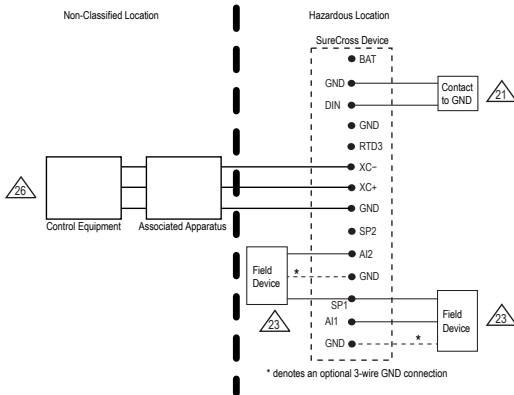 Non-Classified Location
Hazardous Location
SureCross Device
BAT
GND
DIN
Contact
to GND
21
GND
RTD3
XC−
XC+
GND
26
Control Equipment
Associated Apparatus
SP2
AI2
GND
Field
Device
*
23
SP1
AI1
GND
*
Field
Device
23
* denotes an optional 3-wire GND connection